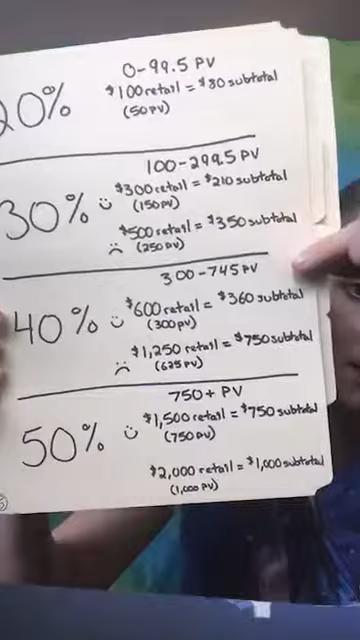 0-99.5 PV
20%
$100 retail = $80 subtotal
(50 PV)
100-299.5 PV
30%
$300 retail = $210 subtotal
(150 PV)
$500 retail = $350 subtotal
(250 PV)
300-745 PV
40%
$600 retail = $360 subtotal
(300 PV)
$1,250 retail = $750 subtotal
(625 PV)
750+ PV
50%
$1,500 retail = $750 subtotal
(750 PV)
$2,000 retail = $1,000 subtotal
(1,000 PV)